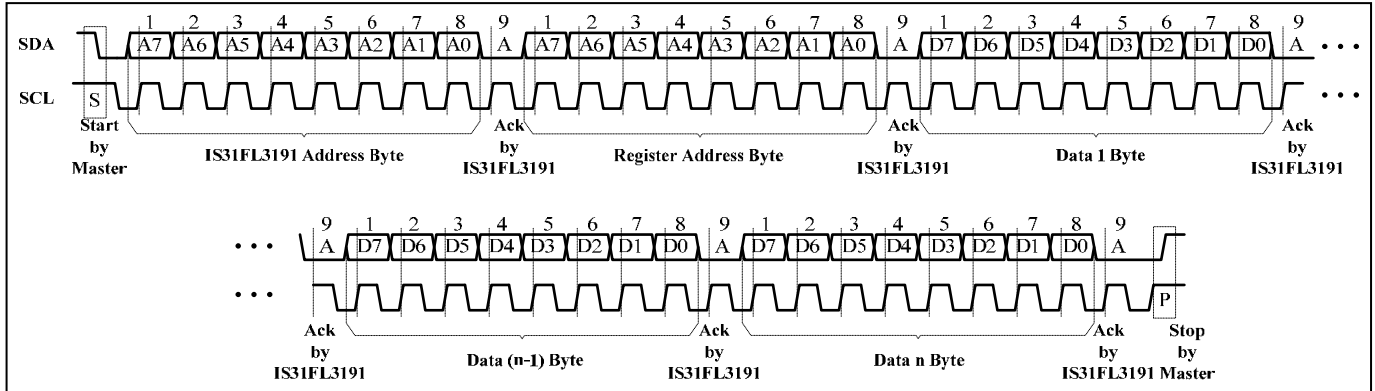 1 2 3 4 5 6 7 8 9 1 2 3 4 5 6 7 8 9 1 2 3 4 5 6 7 8 9
SDA A7 A6 A5 A4 A3 A2 A1 A0 A A7 A6 A5 A4 A3 A2 A1 A0 A D7 D6 D5 D4 D3 D2 D1 D0 A • • •
SCL S • • •
Start by Master
IS31FL3191 Address Byte
Ack by IS31FL3191
Register Address Byte
Ack by IS31FL3191
Data 1 Byte
Ack by IS31FL3191
9 1 2 3 4 5 6 7 8 9 1 2 3 4 5 6 7 8 9
• • • A D7 D6 D5 D4 D3 D2 D1 D0 A D7 D6 D5 D4 D3 D2 D1 D0 A
• • • P
Ack by IS31FL3191
Data (n-1) Byte
Ack by IS31FL3191
Data n Byte
Ack by IS31FL3191
Stop by Master